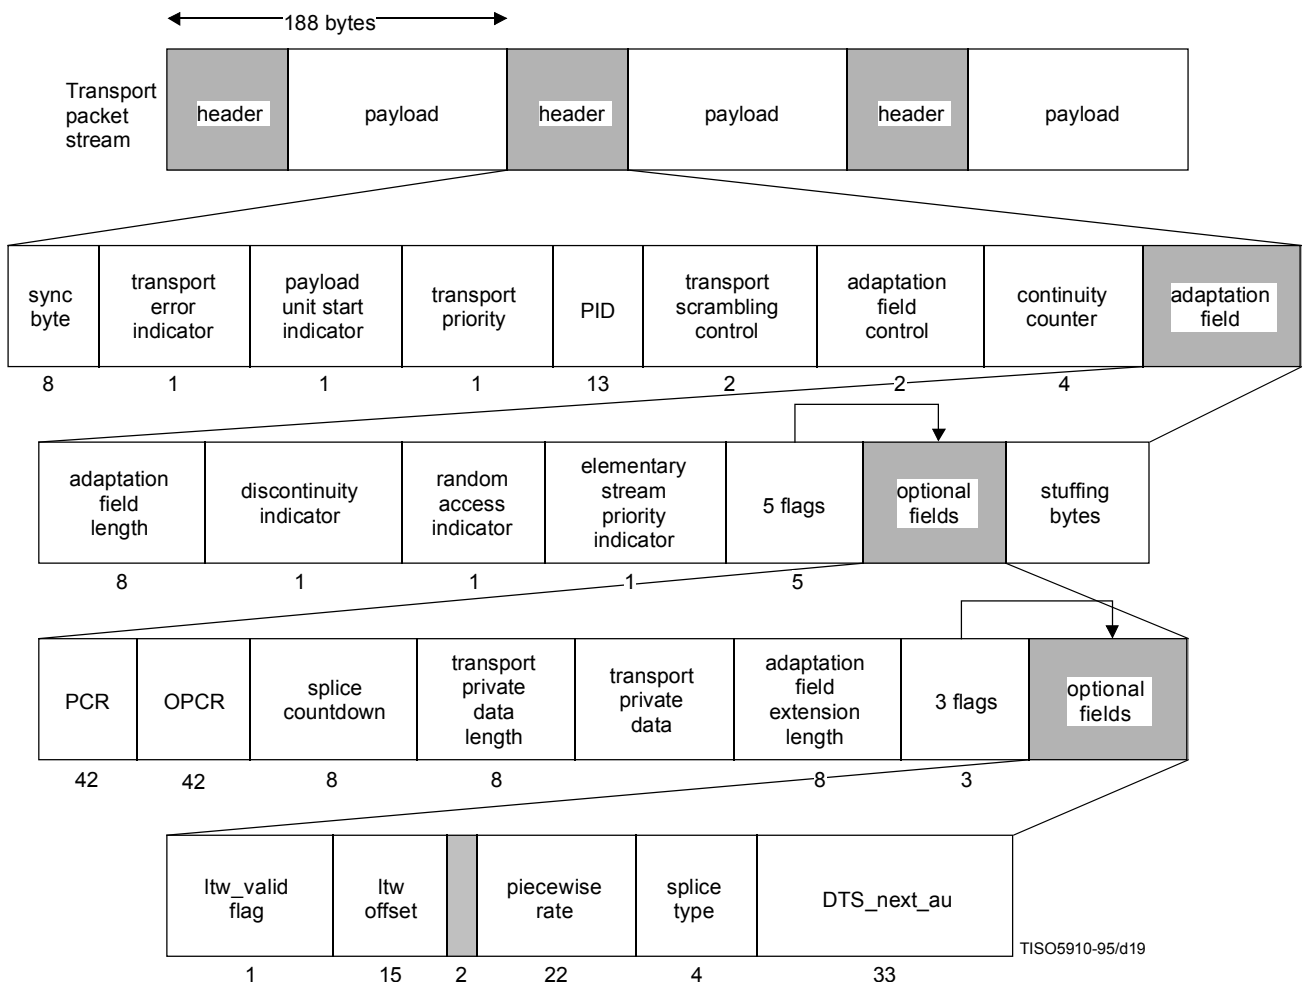 188 bytes
Transport
packet
stream
header
payload
header
payload
header
payload
sync
byte
transport
error
indicator
payload
unit start
indicator
transport
priority
PID
transport
scrambling
control
adaptation
field
control
continuity
counter
adaptation
field
8
1
1
1
13
2
2
4
adaptation
field
length
discontinuity
indicator
random
access
indicator
elementary
stream
priority
indicator
5 flags
optional
fields
stuffing
bytes
8
1
1
1
5
PCR
OPCR
splice
countdown
transport
private
data
length
transport
private
data
adaptation
field
extension
length
3 flags
optional
fields
42
42
8
8
8
3
ltw_valid
flag
ltw
offset
piecewise
rate
splice
type
DTS_next_au
TISO5910-95/d19
1
15
2
22
4
33